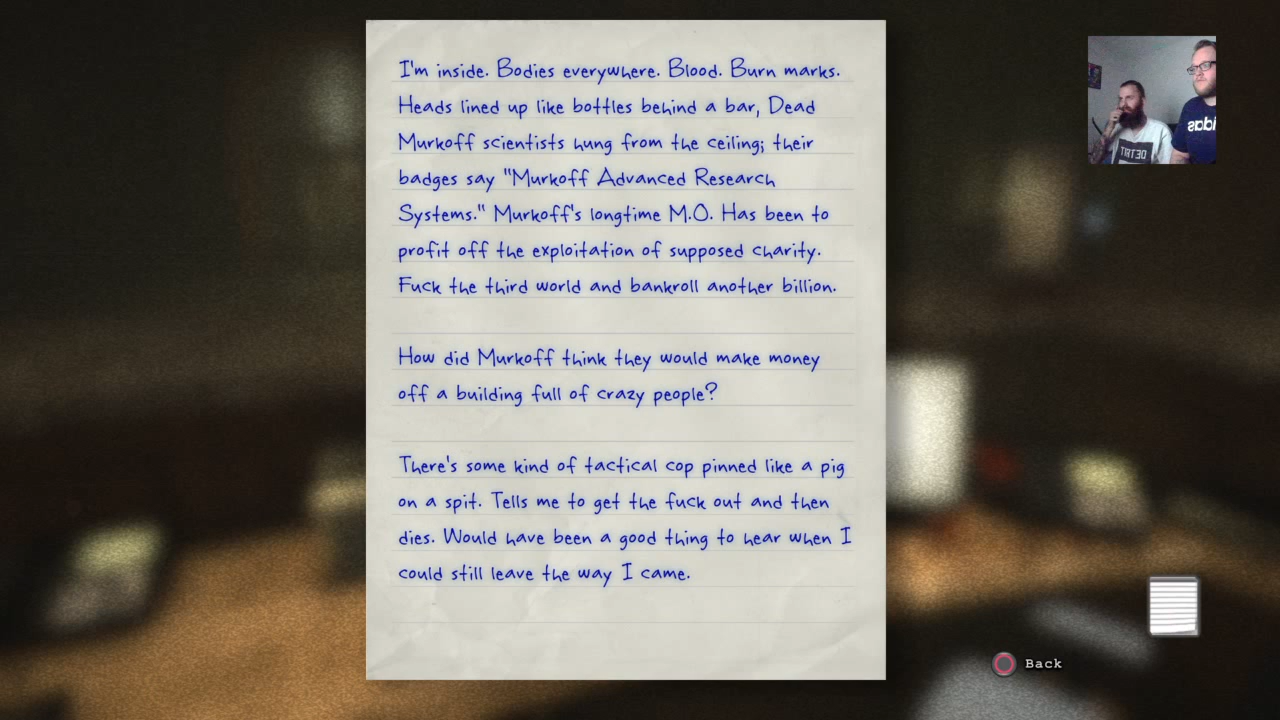 I'm inside. Bodies everywhere. Blood. Burn marks.
Heads lined up like bottles behind a bar, Dead
Murkoff scientists hung from the ceiling; their
badges say "Murkoff Advanced Research
Systems." Murkoff's longtime M.O. Has been to
profit off the exploitation of supposed charity.
Fuck the third world and bankroll another billion.
How did Murkoff think they would make money
off a building full of crazy people?
There's some kind of tactical cop pinned like a pig
on a spit. Tells me to get the fuck out and then
dies. Would have been a good thing to hear when I
could still leave the way I came.
Back